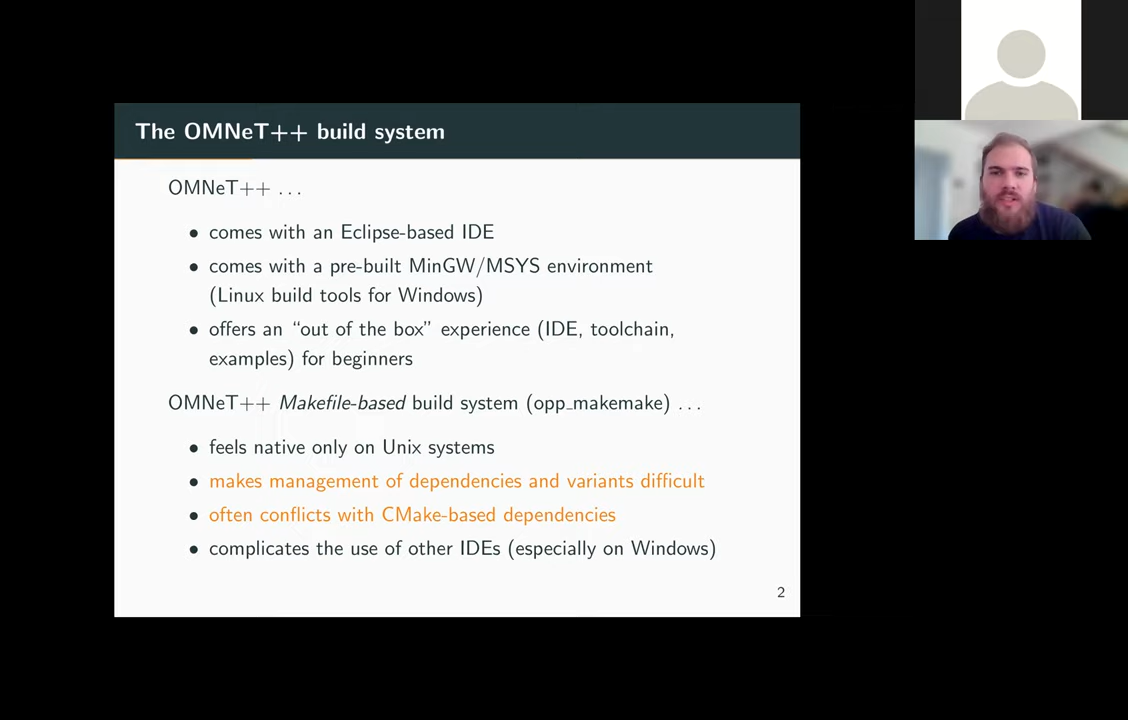 The OMNeT++ build system
OMNeT++ ...
• comes with an Eclipse-based IDE
• comes with a pre-built MinGW/MSYS environment
(Linux build tools for Windows)
• offers an “out of the box” experience (IDE, toolchain,
examples) for beginners
OMNeT++ Makefile-based build system (opp_makemake) ...
• feels native only on Unix systems
• makes management of dependencies and variants difficult
• often conflicts with CMake-based dependencies
• complicates the use of other IDEs (especially on Windows)
2